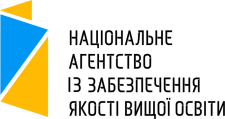 НАЦІОНАЛЬНЕ
АГЕНТСТВО
ІЗ ЗАБЕЗПЕЧЕННЯ
ЯКОСТІ ВИЩОЇ ОСВІТИ